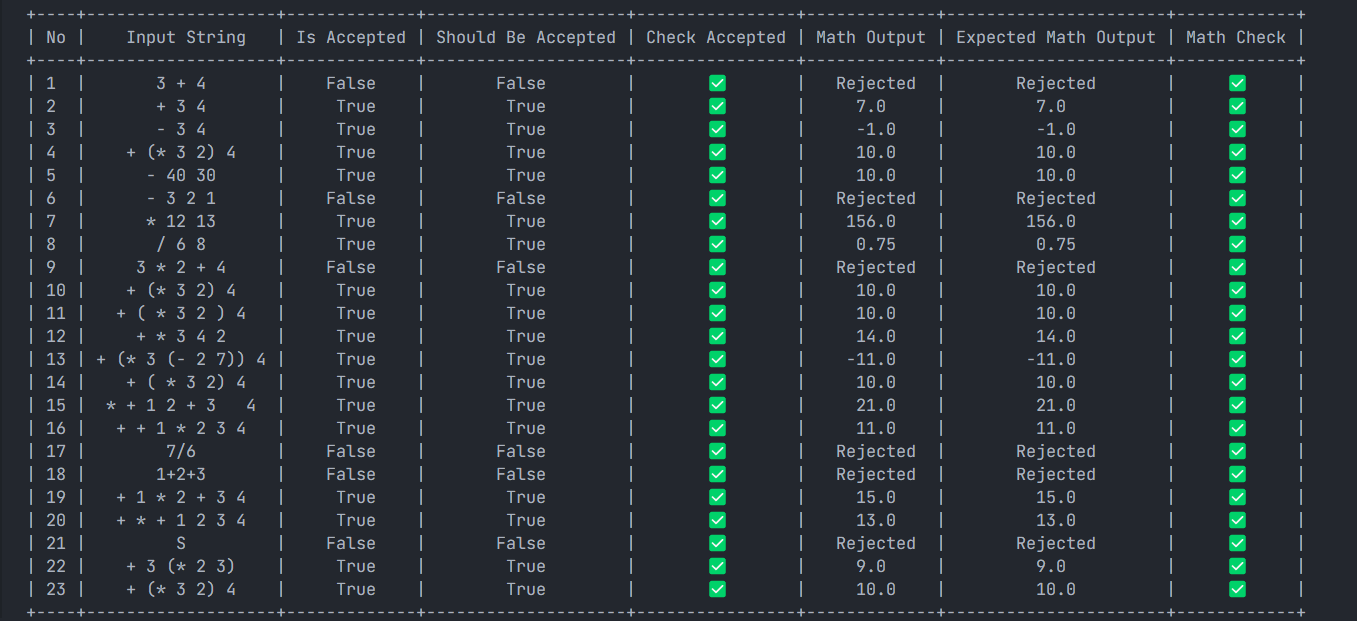 +----+-------------------+-------------+-------------------+----------------+-------------+----------------------+------------+
| No |    Input String   | Is Accepted | Should Be Accepted | Check Accepted | Math Output | Expected Math Output | Math Check |
+----+-------------------+-------------+-------------------+----------------+-------------+----------------------+------------+
| 1 | 3 + 4 | False | False | ✅ | Rejected | Rejected | ✅ |
| 2 | + 3 4 | True | True | ✅ | 7.0 | 7.0 | ✅ |
| 3 | - 3 4 | True | True | ✅ | -1.0 | -1.0 | ✅ |
| 4 | + (* 3 2) 4 | True | True | ✅ | 10.0 | 10.0 | ✅ |
| 5 | - 40 30 | True | True | ✅ | 10.0 | 10.0 | ✅ |
| 6 | - 3 2 1 | False | False | ✅ | Rejected | Rejected | ✅ |
| 7 | * 12 13 | True | True | ✅ | 156.0 | 156.0 | ✅ |
| 8 | / 6 8 | True | True | ✅ | 0.75 | 0.75 | ✅ |
| 9 | 3 * 2 + 4 | False | False | ✅ | Rejected | Rejected | ✅ |
| 10 | + (* 3 2) 4 | True | True | ✅ | 10.0 | 10.0 | ✅ |
| 11 | + ( * 3 2 ) 4 | True | True | ✅ | 10.0 | 10.0 | ✅ |
| 12 | + * 3 4 2 | True | True | ✅ | 14.0 | 14.0 | ✅ |
| 13 | + (* 3 (- 2 7)) 4 | True | True | ✅ | -11.0 | -11.0 | ✅ |
| 14 | + ( * 3 2) 4 | True | True | ✅ | 10.0 | 10.0 | ✅ |
| 15 | * + 1 2 + 3   4 | True | True | ✅ | 21.0 | 21.0 | ✅ |
| 16 | + + 1 * 2 3 4 | True | True | ✅ | 11.0 | 11.0 | ✅ |
| 17 | 7/6 | False | False | ✅ | Rejected | Rejected | ✅ |
| 18 | 1+2+3 | False | False | ✅ | Rejected | Rejected | ✅ |
| 19 | + 1 * 2 + 3 4 | True | True | ✅ | 15.0 | 15.0 | ✅ |
| 20 | + * + 1 2 3 4 | True | True | ✅ | 13.0 | 13.0 | ✅ |
| 21 | S | False | False | ✅ | Rejected | Rejected | ✅ |
| 22 | + 3 (* 2 3) | True | True | ✅ | 9.0 | 9.0 | ✅ |
| 23 | + (* 3 2) 4 | True | True | ✅ | 10.0 | 10.0 | ✅ |
+----+-------------------+-------------+-------------------+----------------+-------------+----------------------+------------+